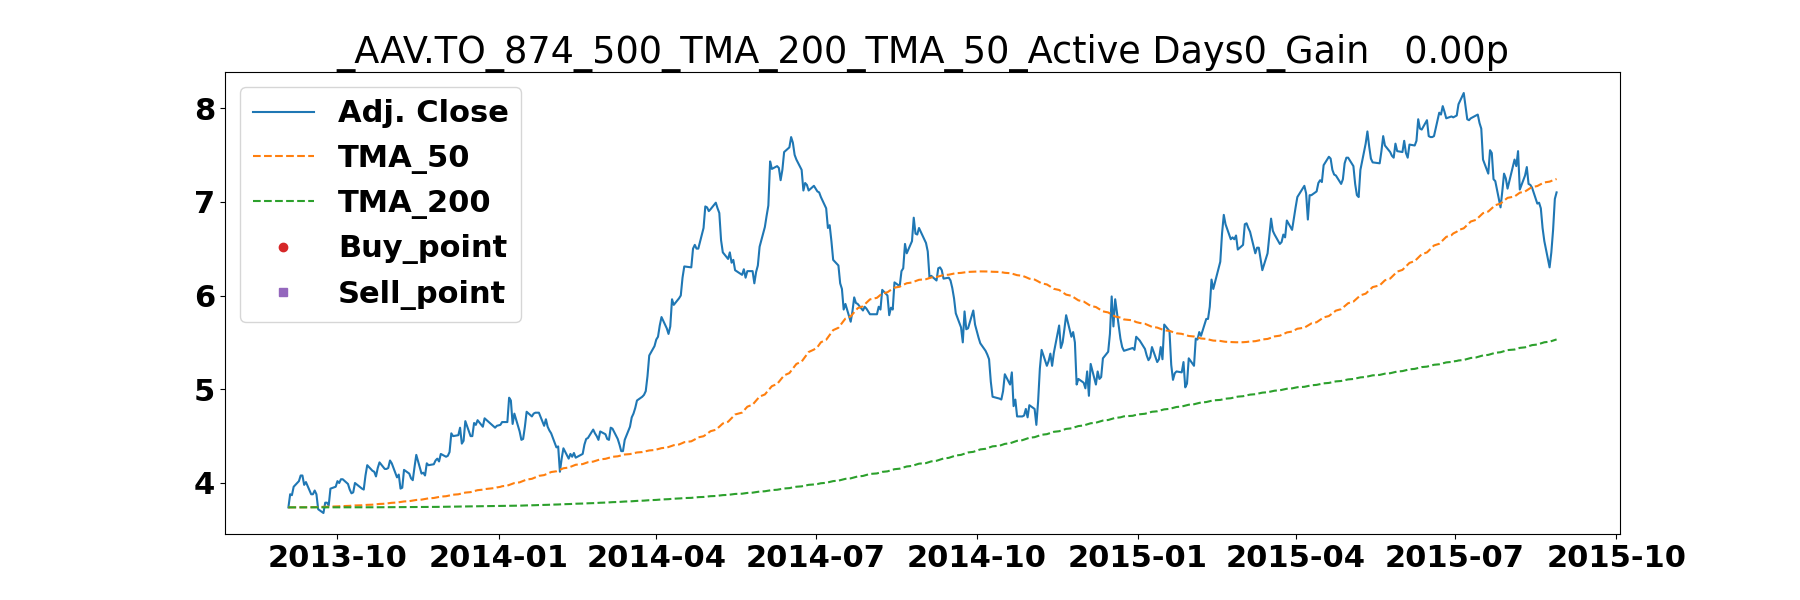 _AAV.TO_874_500_TMA_200_TMA_50_Active Days0_Gain   0.00p
Adj. Close
TMA_50
TMA_200
Buy_point
Sell_point
8
7
6
5
4
2013-10 2014-01 2014-04 2014-07 2014-10 2015-01 2015-04 2015-07 2015-10